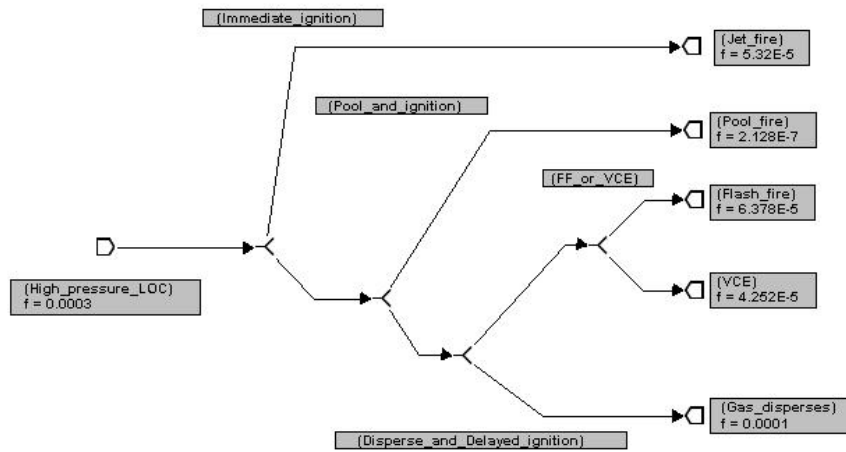 (Immediate_ignition)
(Jet_fire)
f = 5.32E-5
(Pool_and_ignition)
(Pool_fire)
f = 2.128E-7
(FF_or_VCE)
(Flash_fire)
f = 6.378E-5
(High_pressure_LOC)
f = 0.0003
(VCE)
f = 4.252E-5
(Gas_disperses)
f = 0.0001
(Disperse_and_Delayed_ignition)